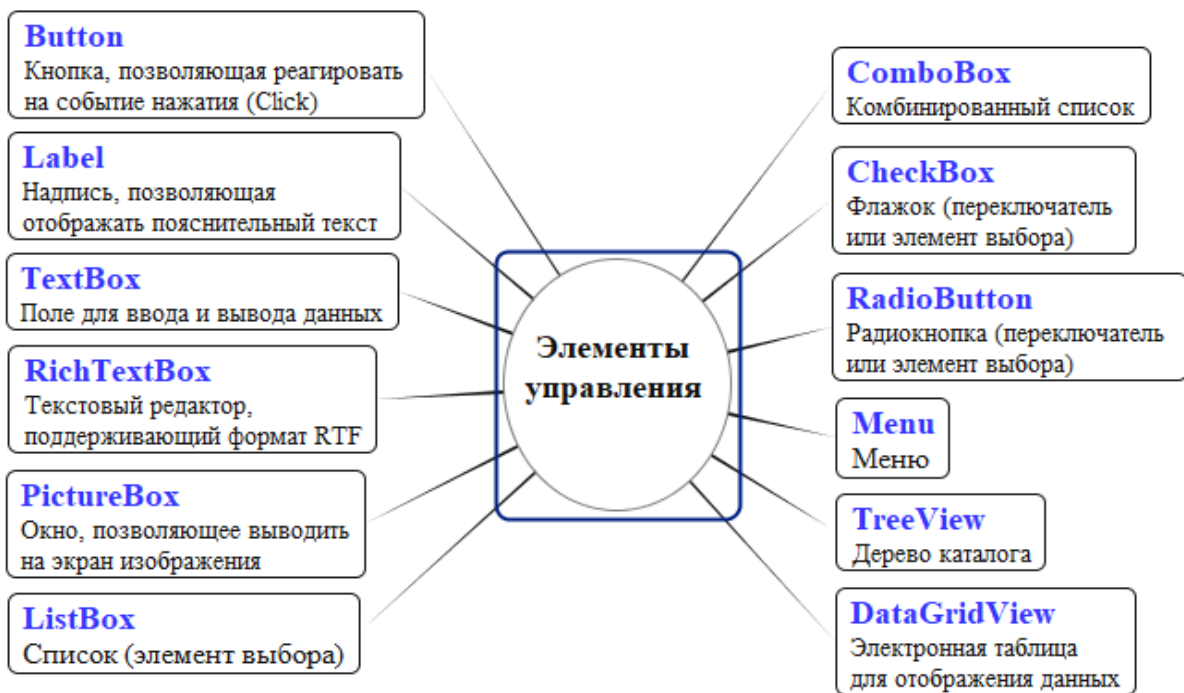 Button
Кнопка, позволяющая реагировать
на событие нажатия (Click)
Label
Надпись, позволяющая
отображать пояснительный текст
TextBox
Поле для ввода и вывода данных
RichTextBox
Текстовый редактор,
поддерживающий формат RTF
PictureBox
Окно, позволяющее выводить
на экран изображения
ListBox
Список (элемент выбора)
Элементы
управления
ComboBox
Комбинированный список
CheckBox
Флажок (переключатель
или элемент выбора)
RadioButton
Радиокнопка (переключатель
или элемент выбора)
Menu
Меню
TreeView
Дерево каталога
DataGridView
Электронная таблица
для отображения данных